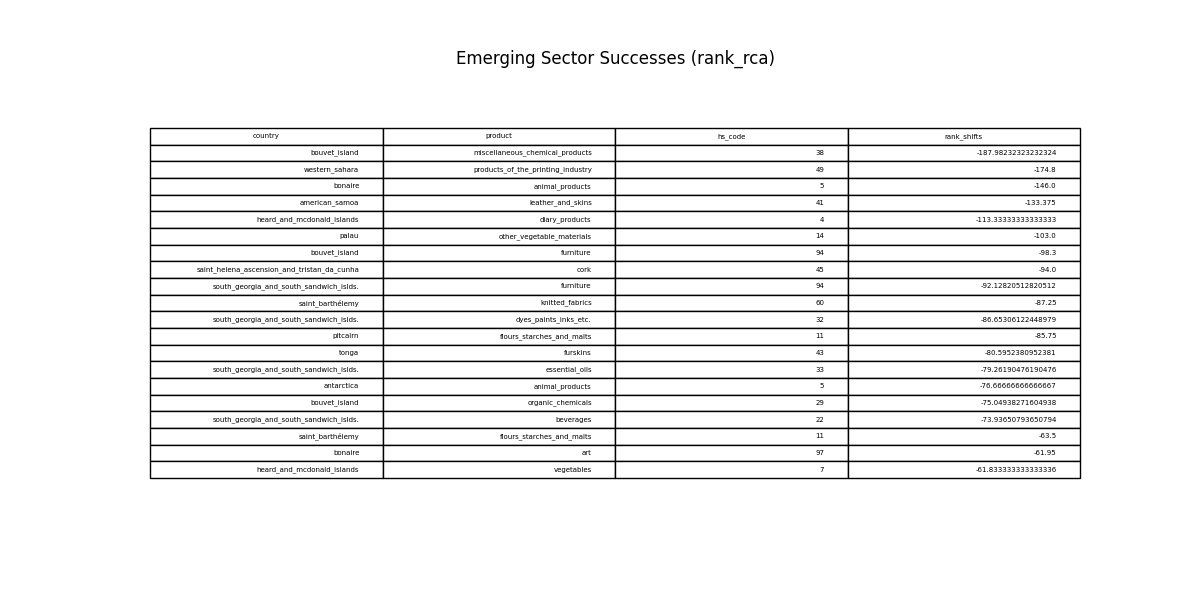 Emerging Sector Successes (rank_rca)
country product hs_code rank_shifts
bouvet_island miscellaneous_chemical_products 38 -187.98232323232324
western_sahara products_of_the_printing_industry 49 -174.8
bonaire animal_products 5 -146.0
american_samoa leather_and_skins 41 -133.375
heard_and_mcdonald_islands diary_products 4 -113.33333333333333
palau other_vegetable_materials 14 -103.0
bouvet_island furniture 94 -98.3
saint_helena_ascension_and_tristan_da_cunha cork 45 -94.0
south_georgia_and_south_sandwich_islds. furniture 94 -92.12820512820512
saint_barthélemy knitted_fabrics 60 -87.25
south_georgia_and_south_sandwich_islds. dyes_paints_inks_etc. 32 -86.65306122448979
pitcairn flours_starches_and_malts 11 -85.75
tonga furskins 43 -80.5952380952381
south_georgia_and_south_sandwich_islds. essential_oils 33 -79.26190476190476
antarctica animal_products 5 -76.66666666666667
bouvet_island organic_chemicals 29 -75.04938271604938
south_georgia_and_south_sandwich_islds. beverages 22 -73.93650793650794
saint_barthélemy flours_starches_and_malts 11 -63.5
bonaire art 97 -61.95
heard_and_mcdonald_islands vegetables 7 -61.833333333333336